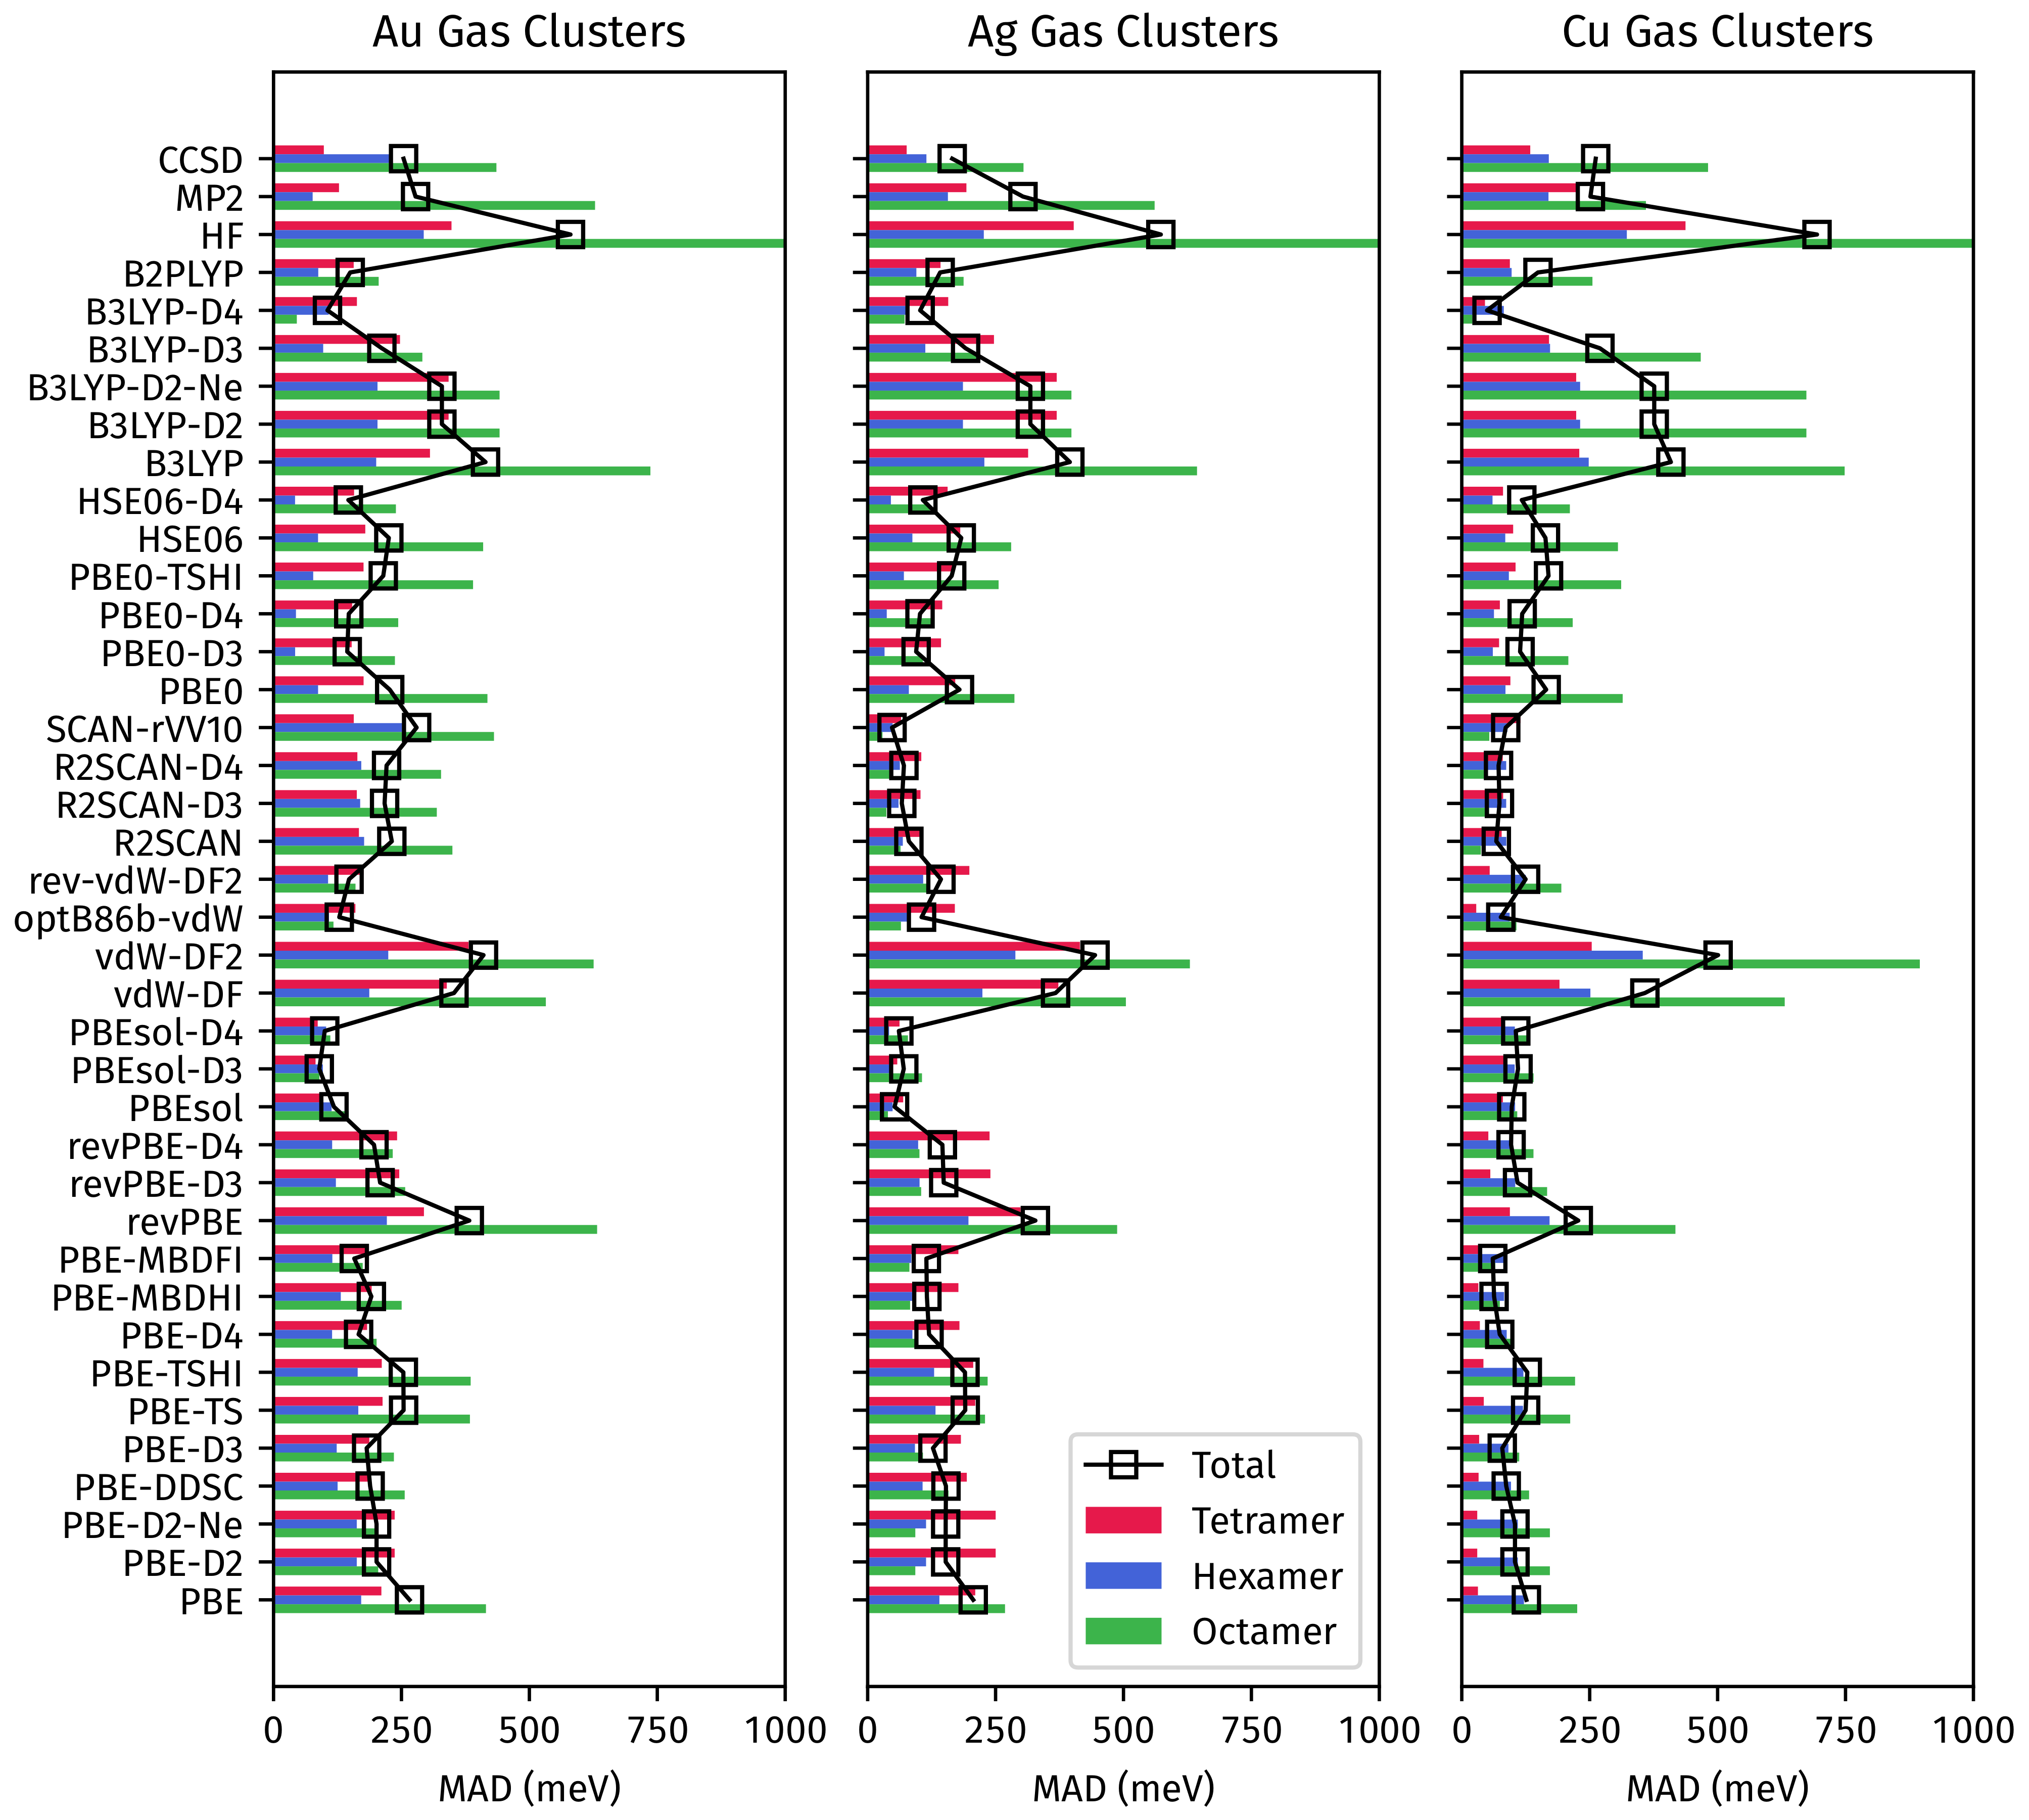 Au Gas Clusters
Ag Gas Clusters
Cu Gas Clusters
CCSD
MP2
HF
B2PLYP
B3LYP-D4
B3LYP-D3
B3LYP-D2-Ne
B3LYP-D2
B3LYP
HSE06-D4
HSE06
PBE0-TSHI
PBE0-D4
PBE0-D3
PBE0
SCAN-rVV10
R2SCAN-D4
R2SCAN-D3
R2SCAN
rev-vdW-DF2
optB86b-vdW
vdW-DF2
vdW-DF
PBEsol-D4
PBEsol-D3
PBEsol
revPBE-D4
revPBE-D3
revPBE
PBE-MBDFI
PBE-MBDHI
PBE-D4
PBE-TSHI
PBE-TS
PBE-D3
PBE-DDSC
PBE-D2-Ne
PBE-D2
PBE
Total
Tetramer
Hexamer
Octamer
0 250 500 750 1000
0 250 500 750 1000
0 250 500 750 1000
MAD (meV)
MAD (meV)
MAD (meV)